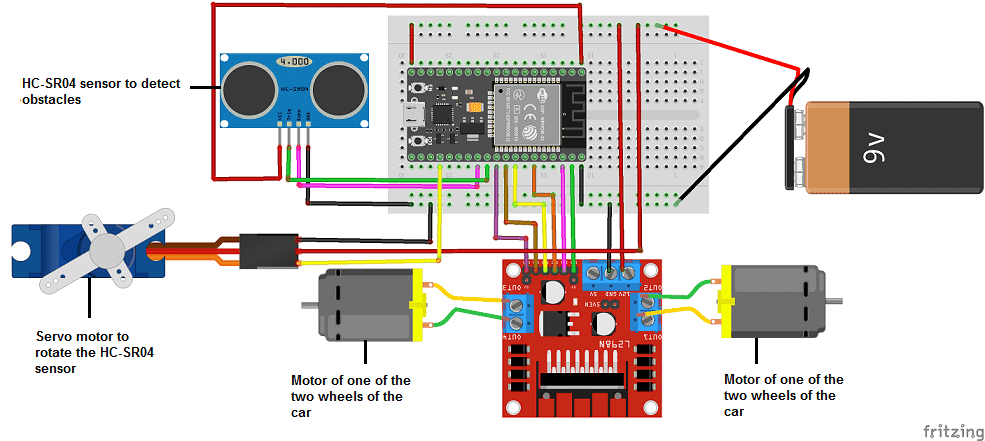 HC-SR04 sensor to detect
obstacles
4.000
HC-SR04
9v
Servo motor to
rotate the HC-SR04
sensor
OUT3
OUT4
5V
GND
12V
5VEN
L298N
OUT2
OUT1
Motor of one of the
two wheels of the
car
Motor of one of the
two wheels of the
car
fritzing